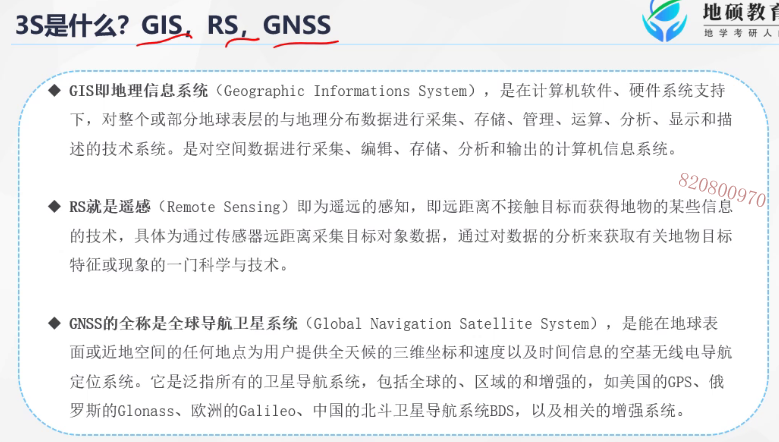 3S是什么？GIS，RS，GNSS
地硕教育
地学考研人
◆ GIS即地理信息系统（Geographic Informations System），是在计算机软件、硬件系统支持
下，对整个或部分地球表层的与地理分布数据进行采集、存储、管理、运算、分析、显示和描
述的技术系统。是对空间数据进行采集、编辑、存储、分析和输出的计算机信息系统。
820800970
◆ RS就是遥感（Remote Sensing）即为遥远的感知，即远距离不接触目标而获得地物的某些信息
的技术，具体为通过传感器远距离采集目标对象数据，通过对数据的分析来获取有关地物目标
特征或现象的一门科学与技术。
◆ GNSS的全称是全球导航卫星系统（Global Navigation Satellite System），是能在地球表
面或近地空间的任何地点为用户提供全天候的三维坐标和速度以及时间信息的空基无线电导航
定位系统。它是泛指所有的卫星导航系统，包括全球的、区域的和增强的，如美国的GPS、俄
罗斯的Glonass、欧洲的Galileo、中国的北斗卫星导航系统BDS，以及相关的增强系统。